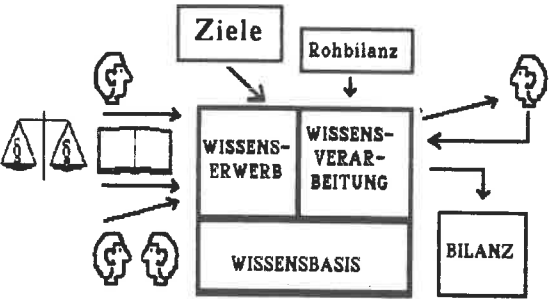 Ziele
Rohbilanz
§ §
WISSENS-
ERWERB
WISSENS-
VERAR-
BEITUNG
WISSENSBASIS
BILANZ